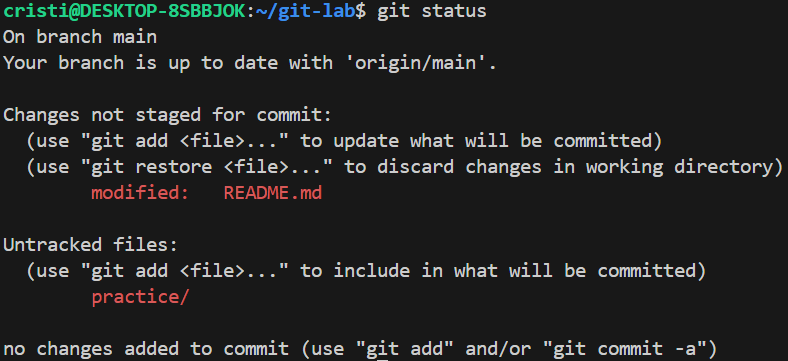 cristi@DESKTOP-8SBBJOK:~/git-lab$ git status
On branch main
Your branch is up to date with 'origin/main'.

Changes not staged for commit:
  (use "git add <file>..." to update what will be committed)
  (use "git restore <file>..." to discard changes in working directory)
        modified:   README.md

Untracked files:
  (use "git add <file>..." to include in what will be committed)
        practice/

no changes added to commit (use "git add" and/or "git commit -a")